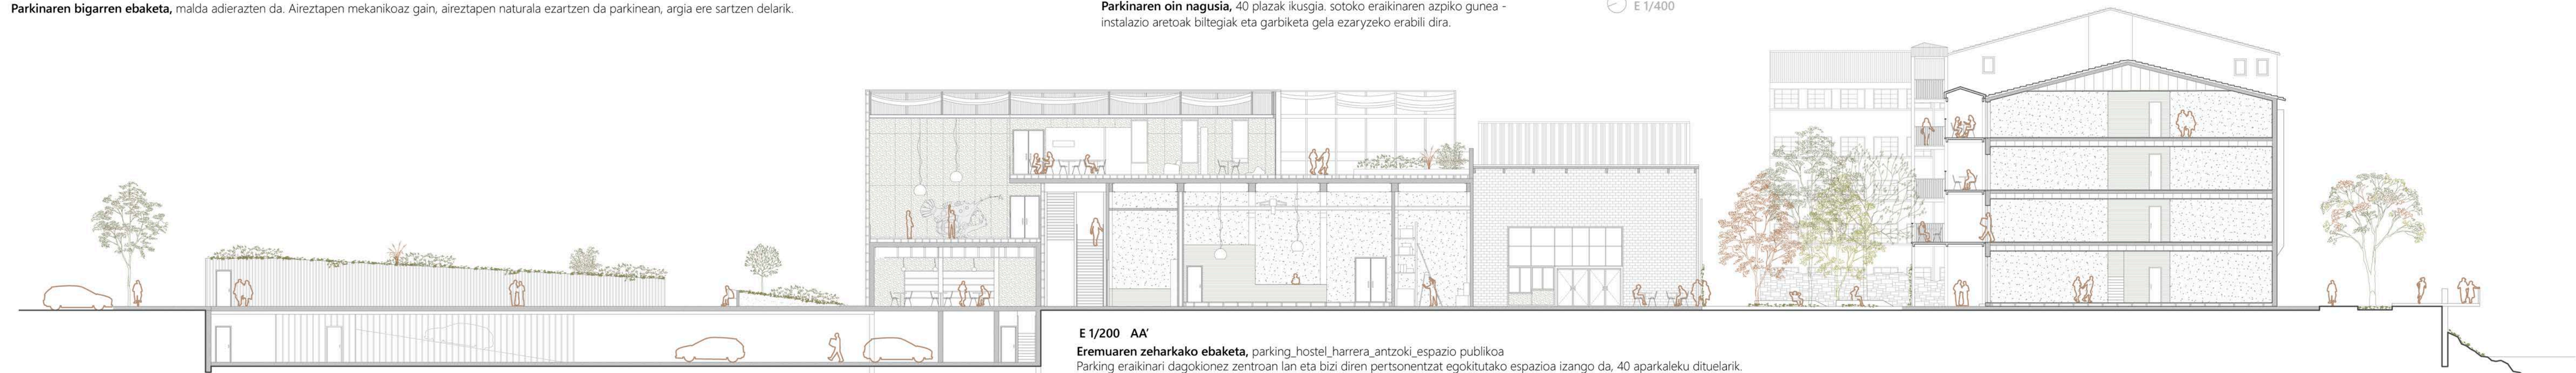 Parkinaren bigarren ebaketa, malda adierazten da. Aireztapen mekanikoaz gain, aireztapen naturala ezartzen da parkinean, argia ere sartzen delarik.
Parkinaren oin nagusia, 40 plazak ikusgia. sotoko eraikinaren azpiko gunea -
instalazio aretoak biltegiak eta garbiketa gela ezaryzeko erabili dira.
E 1/400
E 1/200 AA'
Eremuaren zeharkako ebaketa, parking_hostel_harrera_antzoki_espazio publikoa
Parking eraikinari dagokionez zentroan lan eta bizi diren pertsonentzat egokitutako espazioa izango da, 40 aparkaleku dituelarik.